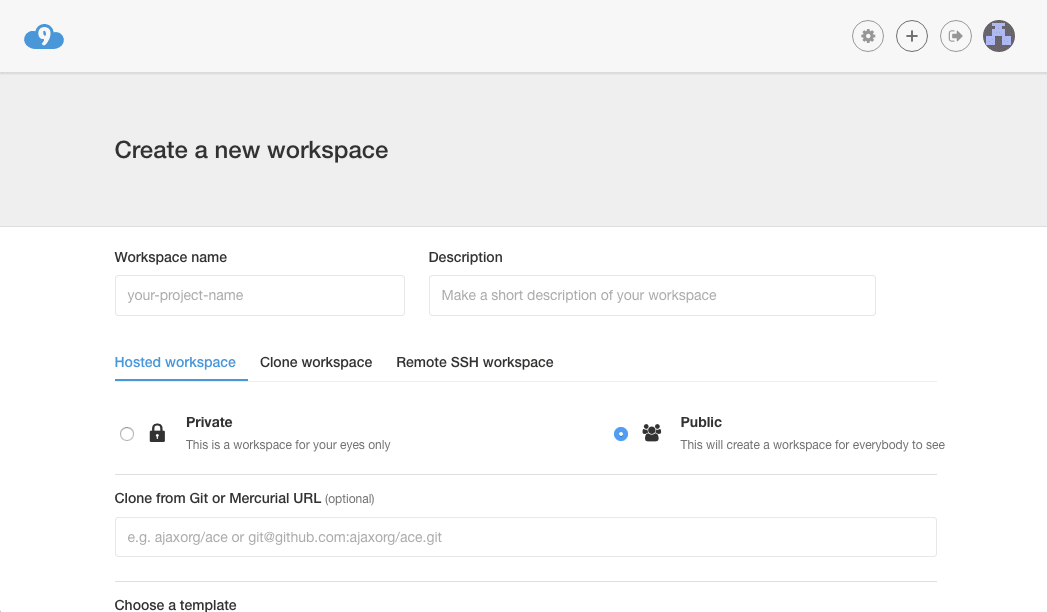 9
Create a new workspace
Workspace name
Description
your-project-name
Make a short description of your workspace
Hosted workspace
Clone workspace
Remote SSH workspace
Private
This is a workspace for your eyes only
Public
This will create a workspace for everybody to see
Clone from Git or Mercurial URL (optional)
e.g. ajaxorg/ace or git@github.com:ajaxorg/ace.git
Choose a template